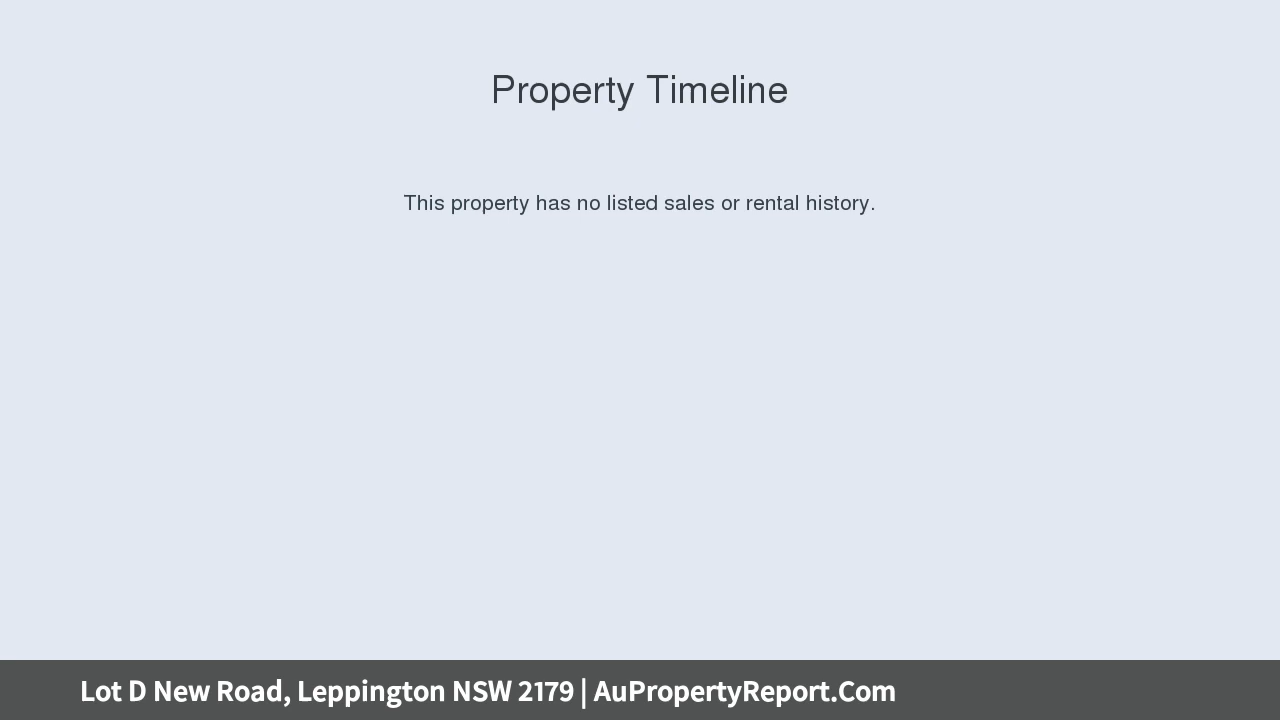 Property Timeline
This property has no listed sales or rental history.
Lot D New Road, Leppington NSW 2179 | AuPropertyReport.Com